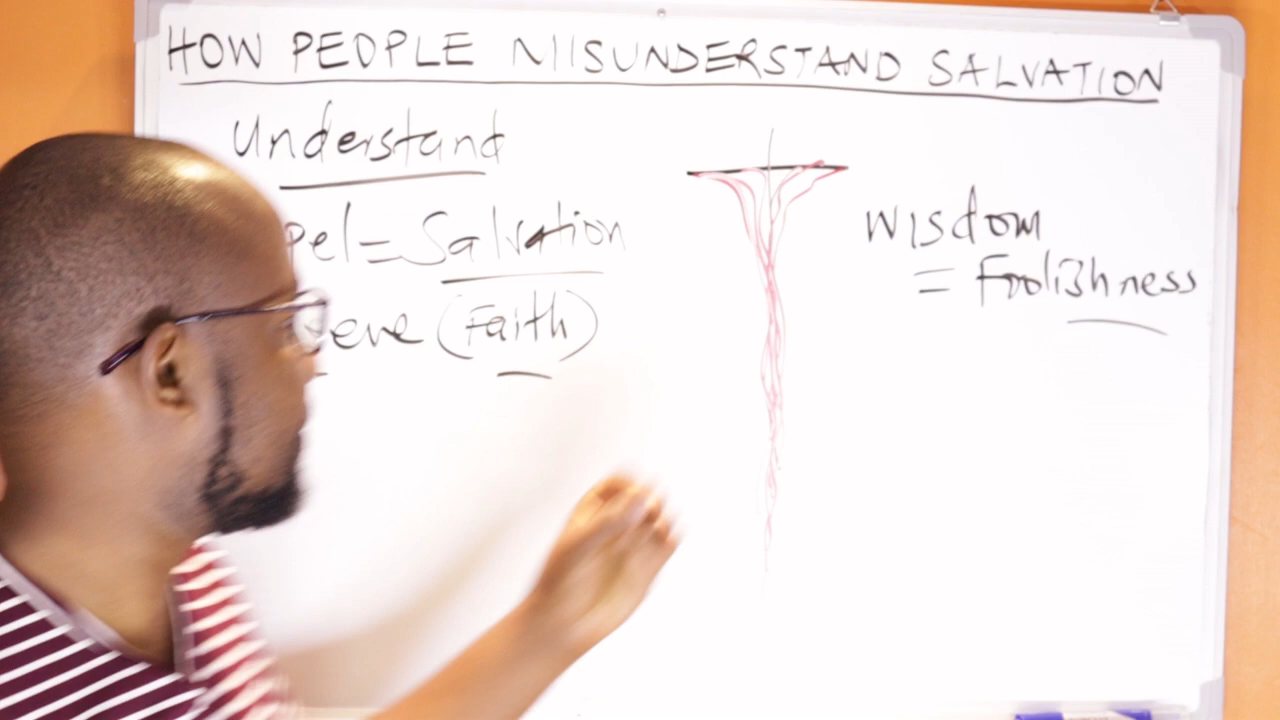 HOW PEOPLE MISUNDERSTAND SALVATION
Understand
pel = Salvation
eve (Faith)
Wisdom
= Foolishness